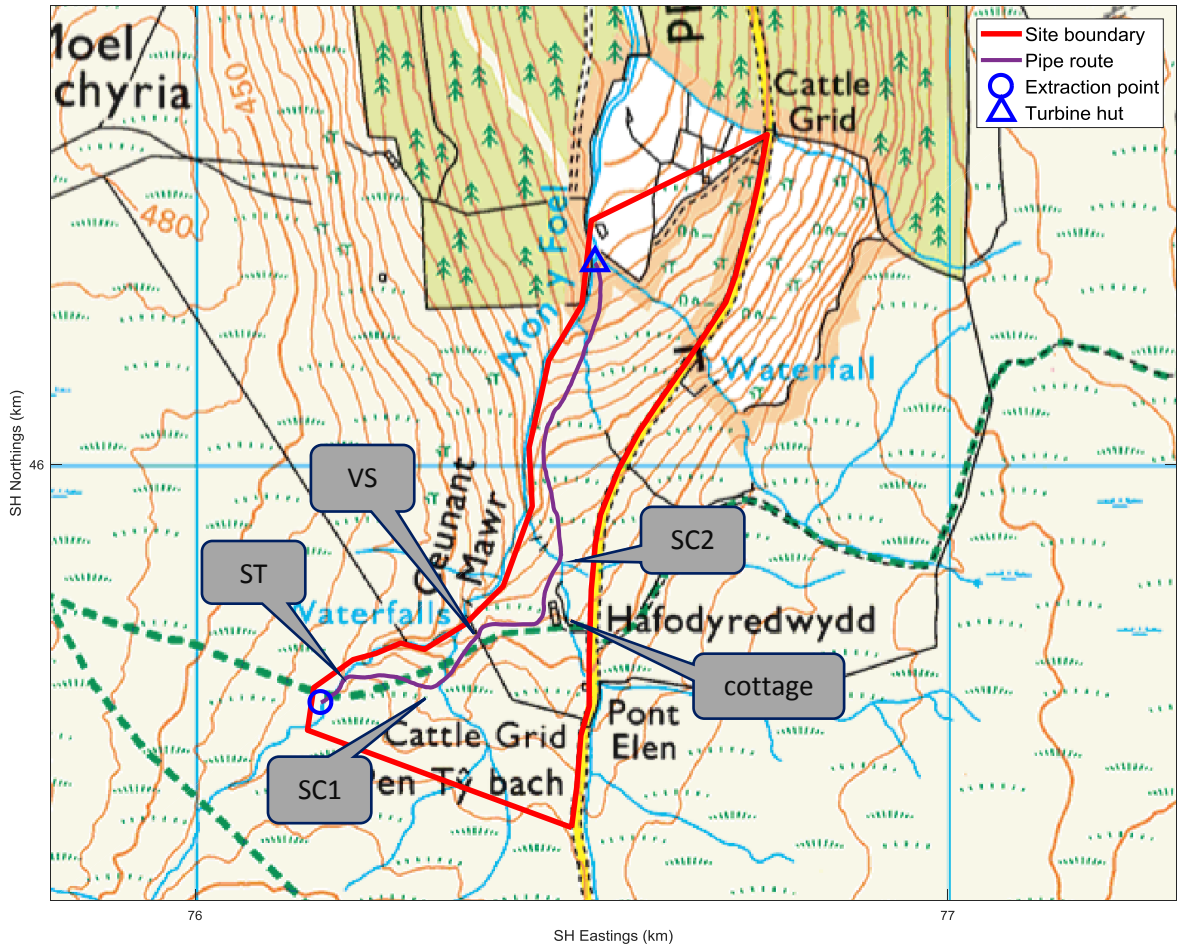 Moel
chyria
450
480
Pl
Cattle
Grid
Site boundary
Pipe route
Extraction point
Turbine hut
Afon y Foel
Waterfall
46
VS
Ceunant
Mawr
SC2
ST
Waterfalls
Hafodyredwydd
cottage
Cattle Grid
Pont
Elen
SC1
en Tŷ bach
76
77
SH Eastings (km)
SH Northings (km)